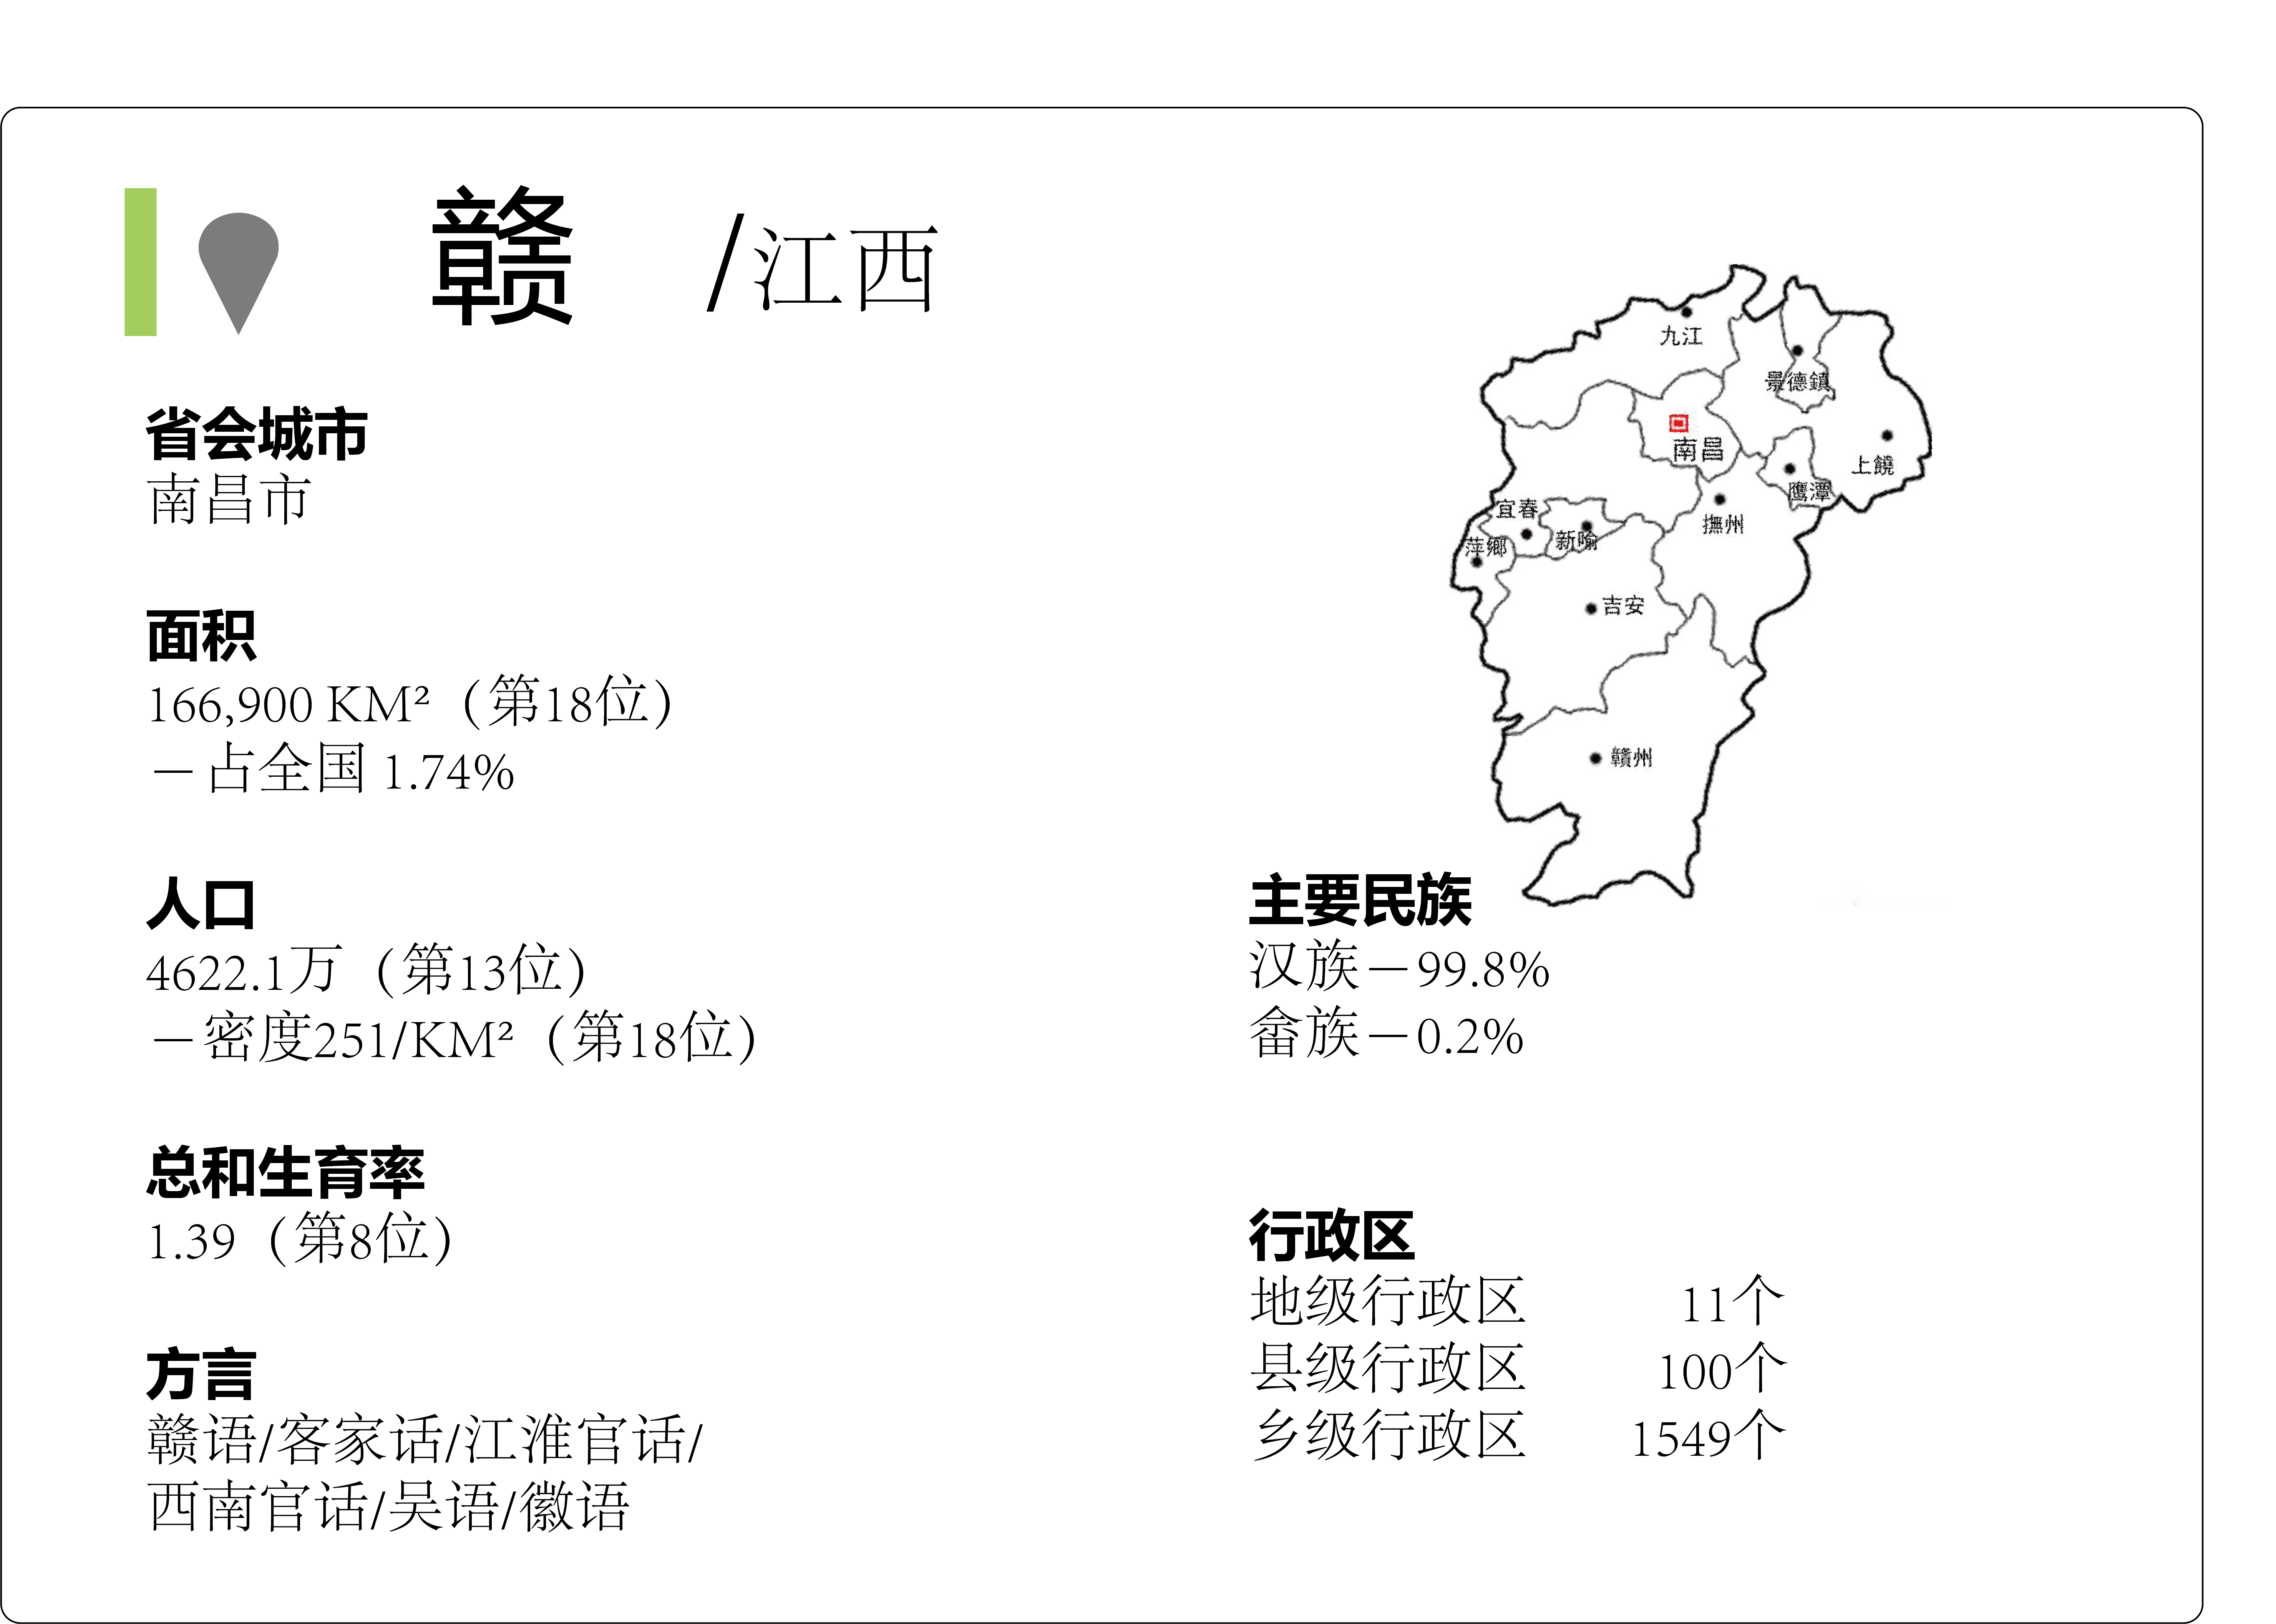 赣 /江西
省会城市
南昌市
面积
166,900 KM²（第18位）
－占全国 1.74%
人口
4622.1万（第13位）
－密度251/KM²（第18位）
总和生育率
1.39（第8位）
方言
赣语/客家话/江淮官话/
西南官话/吴语/徽语
九江
景德鎮
南昌
上饒
鹰潭
宜春
撫州
新喻
萍鄉
吉安
贛州
主要民族
汉族－99.8%
畲族－0.2%
行政区
地级行政区 11个
县级行政区 100个
乡级行政区 1549个